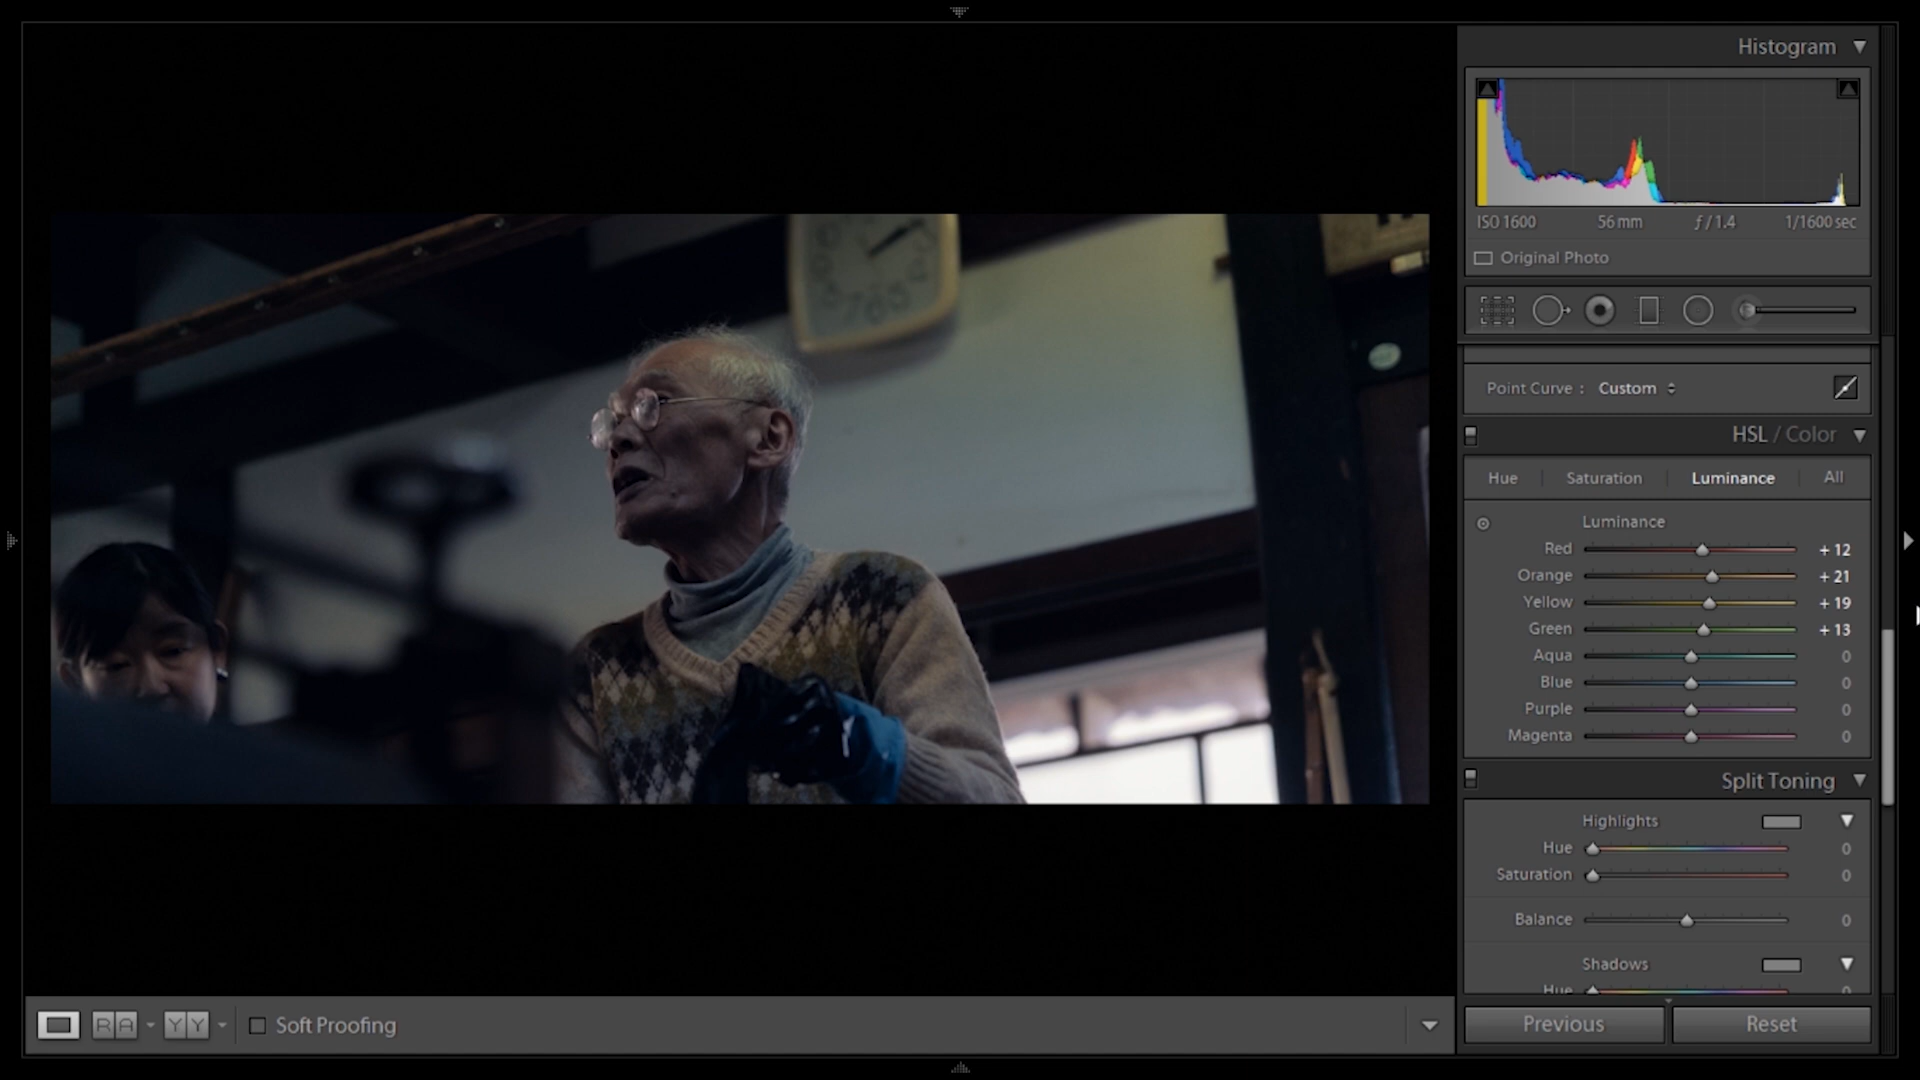 Histogram
ISO 1600 56 mm ƒ / 1.4 1/1600 sec
Original Photo
Point Curve : Custom
HSL / Color
Hue Saturation Luminance All
Luminance
Red + 12
Orange + 21
Yellow + 19
Green + 13
Aqua 0
Blue 0
Purple 0
Magenta 0
Split Toning
Highlights
Hue 0
Saturation 0
Balance 0
Shadows
Hue 0
R A Y Y Soft Proofing
Previous Reset